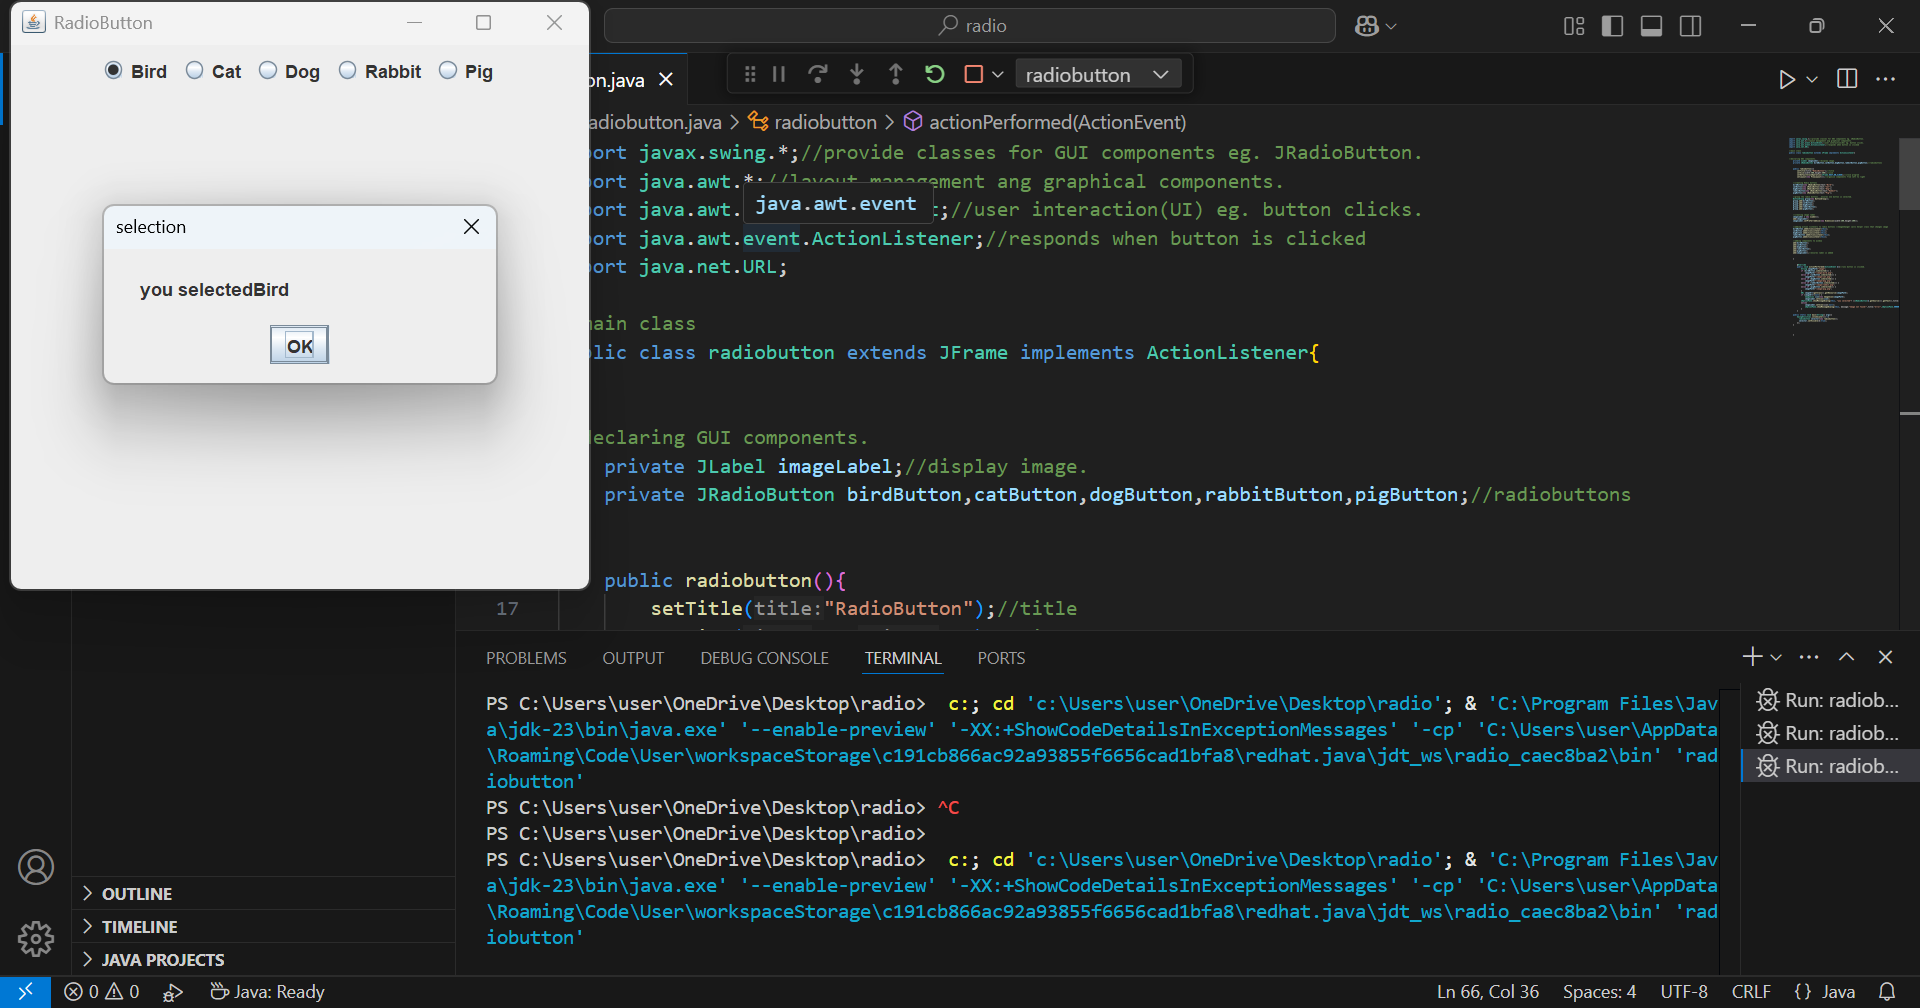 RadioButton
Bird Cat Dog Rabbit Pig
selection
you selectedBird
OK
radio
on.java
radiobutton
adiobutton.java > radiobutton > actionPerformed(ActionEvent)
ort javax.swing.*;//provide classes for GUI components eg. JRadioButton.
ort java.awt.*;//layout management ang graphical components.
java.awt.event
ort java.awt. t;//user interaction(UI) eg. button clicks.
ort java.awt.event.ActionListener;//responds when button is clicked
ort java.net.URL;
ain class
lic class radiobutton extends JFrame implements ActionListener{
eclaring GUI components.
private JLabel imageLabel;//display image.
private JRadioButton birdButton,catButton,dogButton,rabbitButton,pigButton;//radiobuttons
public radiobutton(){
17 setTitle(title:"RadioButton");//title
PROBLEMS OUTPUT DEBUG CONSOLE TERMINAL PORTS
PS C:\Users\user\OneDrive\Desktop\radio> c:; cd 'c:\Users\user\OneDrive\Desktop\radio'; & 'C:\Program Files\Jav
a\jdk-23\bin\java.exe' '--enable-preview' '-XX:+ShowCodeDetailsInExceptionMessages' '-cp' 'C:\Users\user\AppData
\Roaming\Code\User\workspaceStorage\c191cb866ac92a93855f6656cad1bfa8\redhat.java\jdt_ws\radio_caec8ba2\bin' 'rad
iobutton'
PS C:\Users\user\OneDrive\Desktop\radio> ^C
PS C:\Users\user\OneDrive\Desktop\radio>
PS C:\Users\user\OneDrive\Desktop\radio> c:; cd 'c:\Users\user\OneDrive\Desktop\radio'; & 'C:\Program Files\Jav
a\jdk-23\bin\java.exe' '--enable-preview' '-XX:+ShowCodeDetailsInExceptionMessages' '-cp' 'C:\Users\user\AppData
\Roaming\Code\User\workspaceStorage\c191cb866ac92a93855f6656cad1bfa8\redhat.java\jdt_ws\radio_caec8ba2\bin' 'rad
iobutton'
Run: radiob...
Run: radiob...
Run: radiob...
OUTLINE
TIMELINE
JAVA PROJECTS
0 0 Java: Ready Ln 66, Col 36 Spaces: 4 UTF-8 CRLF {} Java